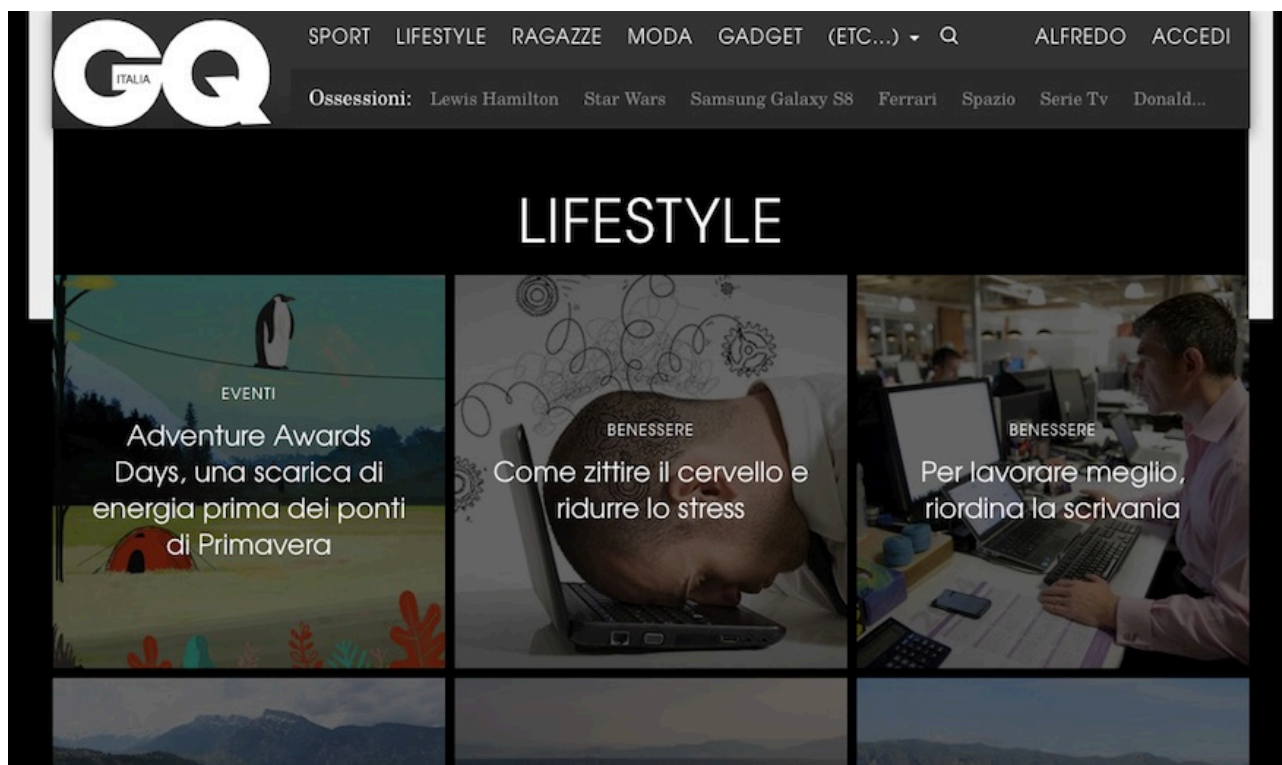 GQ
ITALIA
SPORT LIFESTYLE RAGAZZE MODA GADGET (ETC...) ALFREDO ACCEDI
Ossessioni: Lewis Hamilton Star Wars Samsung Galaxy S8 Ferrari Spazio Serie Tv Donald...
LIFESTYLE
EVENTI
Adventure Awards
Days, una scarica di
energia prima dei ponti
di Primavera
BENESSERE
Come zittire il cervello e
ridurre lo stress
BENESSERE
Per lavorare meglio,
riordina la scrivania